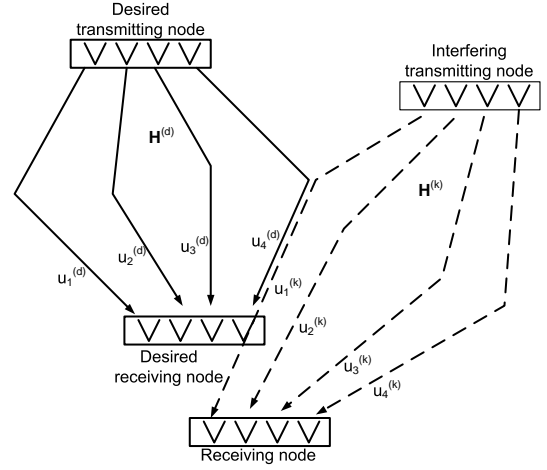 Desired
transmitting node
Interfering
transmitting node
H(d)
H(k)
u1(d)
u2(d)
u3(d)
u4(d)
u1(k)
u2(k)
u3(k)
u4(k)
Desired
receiving node
Receiving node